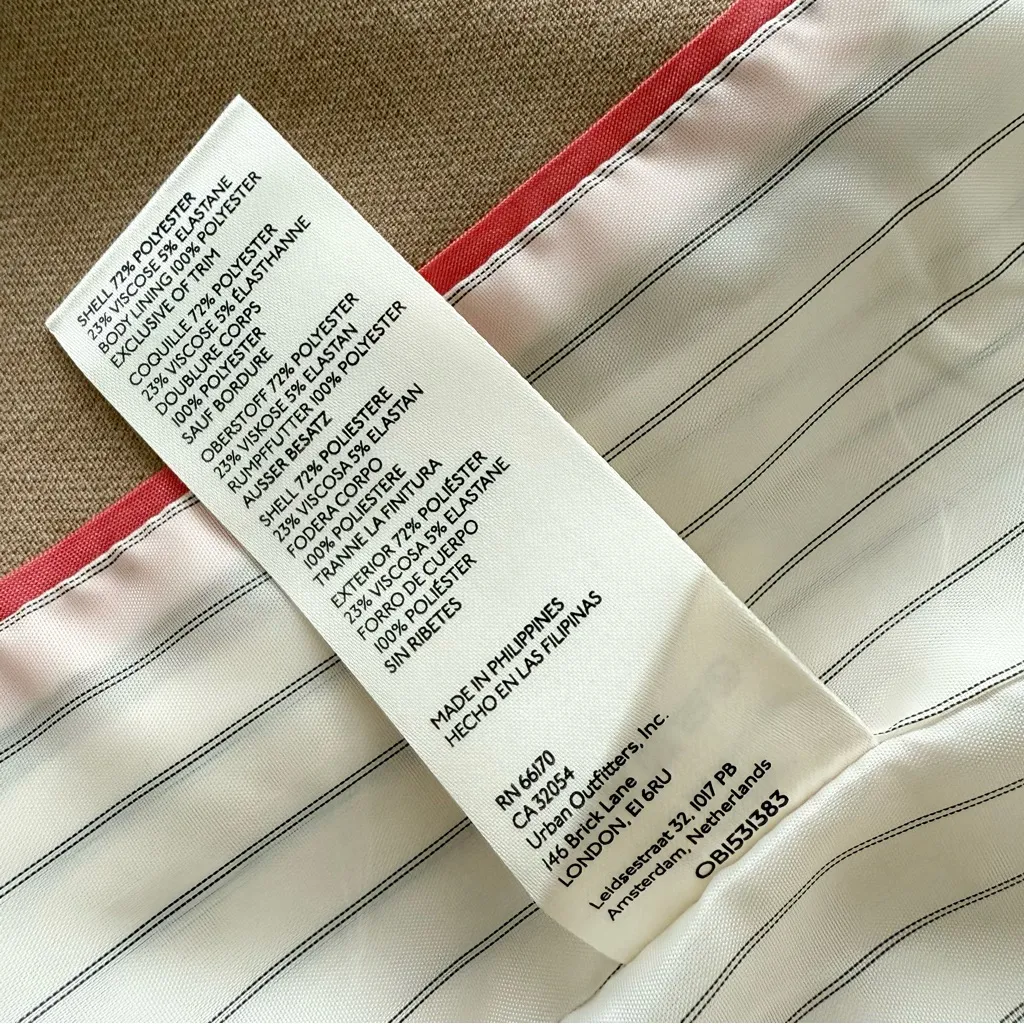 SHELL 72% POLYESTER
23% VISCOSE 5% ELASTANE
BODY LINING 100% POLYESTER
EXCLUSIVE OF TRIM
COQUILLE 72% POLYESTER
23% VISCOSE 5% ÉLASTHANNE
DOUBLURE CORPS
100% POLYESTER
SAUF BORDURE
OBERSTOFF 72% POLYESTER
23% VISKOSE 5% ELASTAN
RUMPFFUTTER 100% POLYESTER
AUSSER BESATZ
SHELL 72% POLIESTERE
23% VISCOSA 5% ELASTAN
FODERA CORPO
100% POLIESTERE
TRANNE LA FINITURA
EXTERIOR 72% POLIÉSTER
23% VISCOSA 5% ELASTANE
FORRO DE CUERPO
100% POLIÉSTER
SIN RIBETES
MADE IN PHILIPPINES
HECHO EN LAS FILIPINAS
RN 66170
CA 32054
Urban Outfitters, Inc.
146 Brick Lane
LONDON, E1 6RU
Leidsestraat 32, 1017 PB
Amsterdam, Netherlands
OB1531383